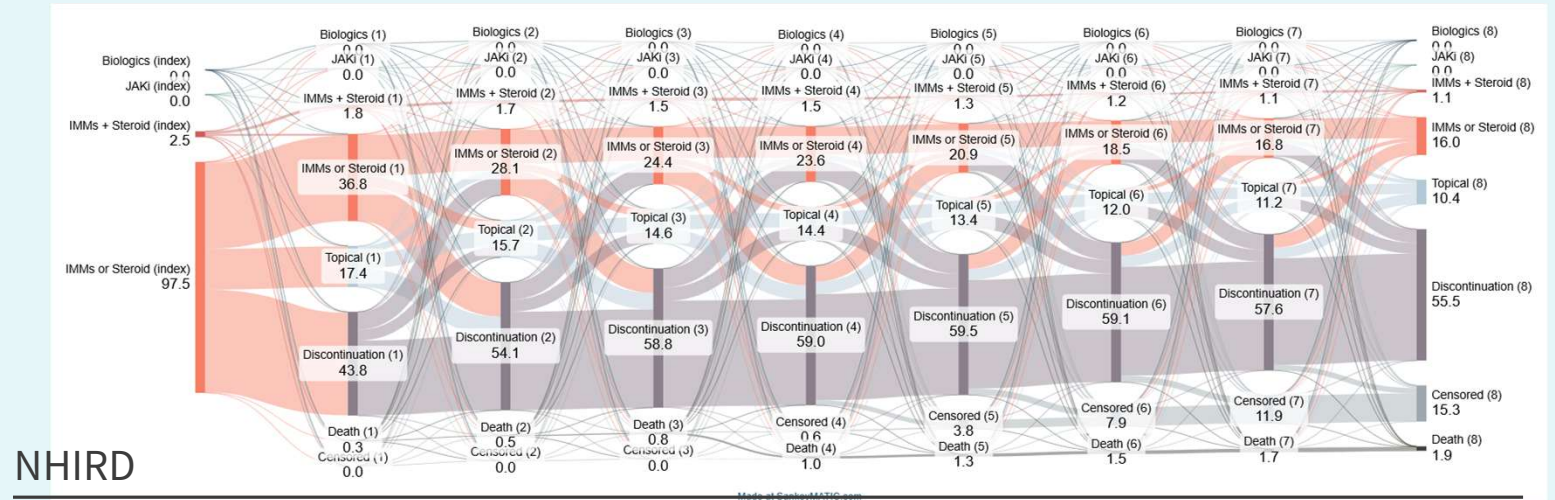 Biologics (index)
0.0
JAKi (index)
0.0
IMMs + Steroid (index)
2.5
IMMs or Steroid (index)
97.5
Biologics (1)
0.0
JAKi (1)
0.0
IMMs + Steroid (1)
1.8
IMMs or Steroid (1)
36.8
Topical (1)
17.4
Discontinuation (1)
43.8
Death (1)
0.3
Censored (1)
0.0
Biologics (2)
0.0
JAKi (2)
0.0
IMMs + Steroid (2)
1.7
IMMs or Steroid (2)
28.1
Topical (2)
15.7
Discontinuation (2)
54.1
Death (2)
0.5
Censored (2)
0.0
Biologics (3)
0.0
JAKi (3)
0.0
IMMs + Steroid (3)
1.5
IMMs or Steroid (3)
24.4
Topical (3)
14.6
Discontinuation (3)
58.8
Death (3)
0.8
Censored (3)
0.0
Biologics (4)
0.0
JAKi (4)
0.0
IMMs + Steroid (4)
1.5
IMMs or Steroid (4)
23.6
Topical (4)
14.4
Discontinuation (4)
59.0
Censored (4)
0.6
Death (4)
1.0
Biologics (5)
0.0
JAKi (5)
0.0
IMMs + Steroid (5)
1.3
IMMs or Steroid (5)
20.9
Topical (5)
13.4
Discontinuation (5)
59.5
Censored (5)
3.8
Death (5)
1.3
Biologics (6)
0.0
JAKi (6)
0.0
IMMs + Steroid (6)
1.2
IMMs or Steroid (6)
18.5
Topical (6)
12.0
Discontinuation (6)
59.1
Censored (6)
7.9
Death (6)
1.5
Biologics (7)
0.0
JAKi (7)
0.0
IMMs + Steroid (7)
1.1
IMMs or Steroid (7)
16.8
Topical (7)
11.2
Discontinuation (7)
57.6
Censored (7)
11.9
Death (7)
1.7
Biologics (8)
0.0
JAKi (8)
0.0
IMMs + Steroid (8)
1.1
IMMs or Steroid (8)
16.0
Topical (8)
10.4
Discontinuation (8)
55.5
Censored (8)
15.3
Death (8)
1.9
NHIRD
Made at SankeyMATIC.com